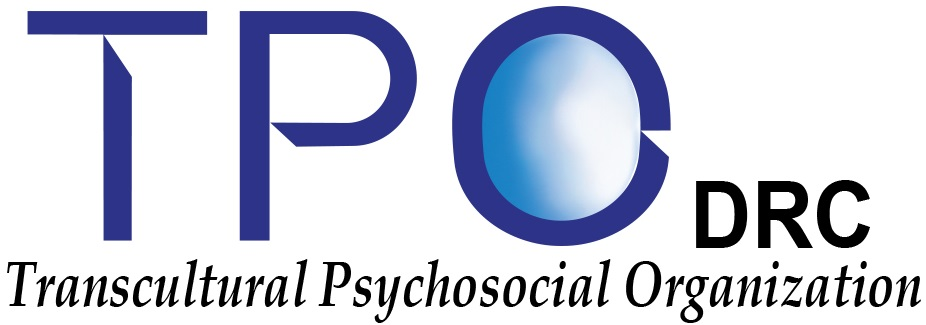 TPO DRC
Transcultural Psychosocial Organization